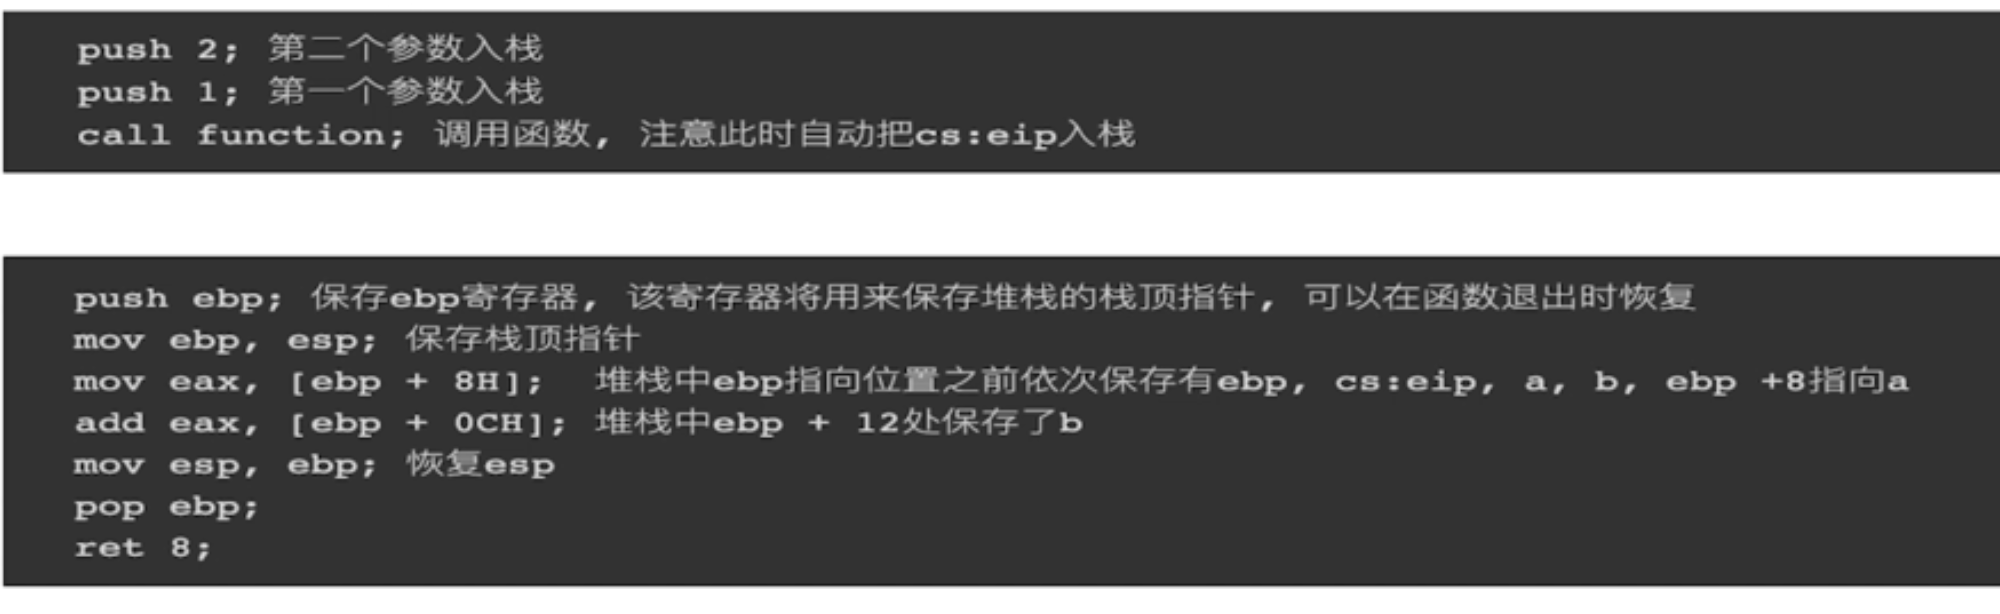 push 2; 第二个参数入栈
push 1; 第一个参数入栈
call function; 调用函数, 注意此时自动把cs:eip入栈
push ebp; 保存ebp寄存器, 该寄存器将用来保存堆栈的栈顶指针, 可以在函数退出时恢复
mov ebp, esp; 保存栈顶指针
mov eax, [ebp + 8H]; 堆栈中ebp指向位置之前依次保存有ebp, cs:eip, a, b, ebp +8指向a
add eax, [ebp + 0CH]; 堆栈中ebp + 12处保存了b
mov esp, ebp; 恢复esp
pop ebp;
ret 8;